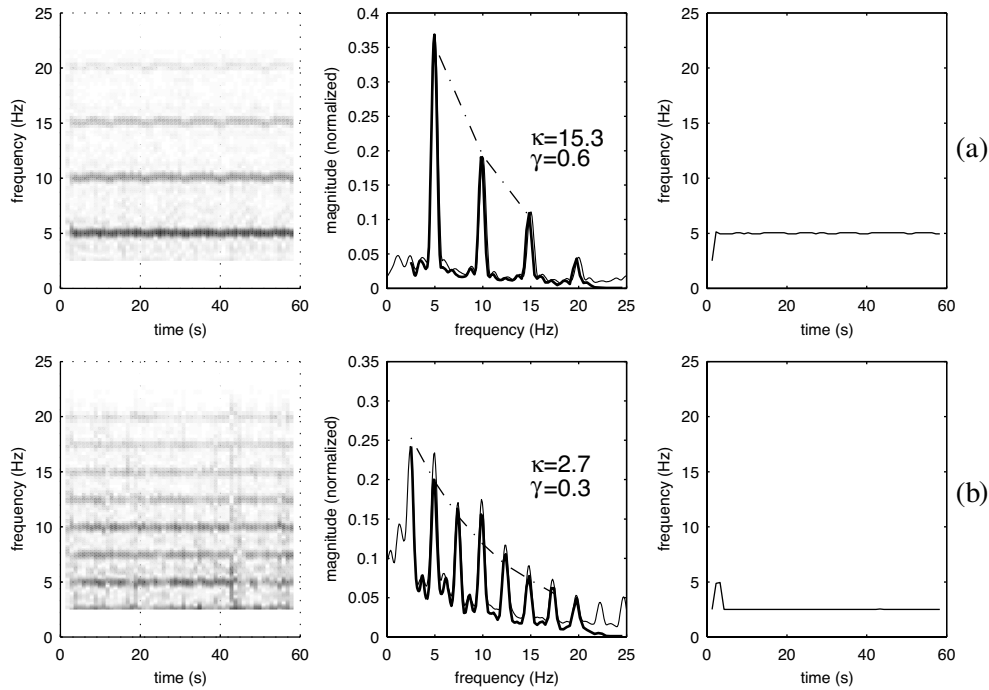 25
20
15
10
5
0
frequency (Hz)
0 20 40 60
time (s)
0.4
0.35
0.3
0.25
0.2
0.15
0.1
0.05
0
magnitude (normalized)
κ=15.3
γ=0.6
0 5 10 15 20 25
frequency (Hz)
25
20
15
10
5
0
frequency (Hz)
0 20 40 60
time (s)
(a)
25
20
15
10
5
0
frequency (Hz)
0 20 40 60
time (s)
0.35
0.3
0.25
0.2
0.15
0.1
0.05
0
magnitude (normalized)
κ=2.7
γ=0.3
0 5 10 15 20 25
frequency (Hz)
25
20
15
10
5
0
frequency (Hz)
0 20 40 60
time (s)
(b)